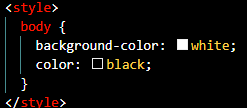 <style>
body {
background-color: white;
color: black;
}
</style>